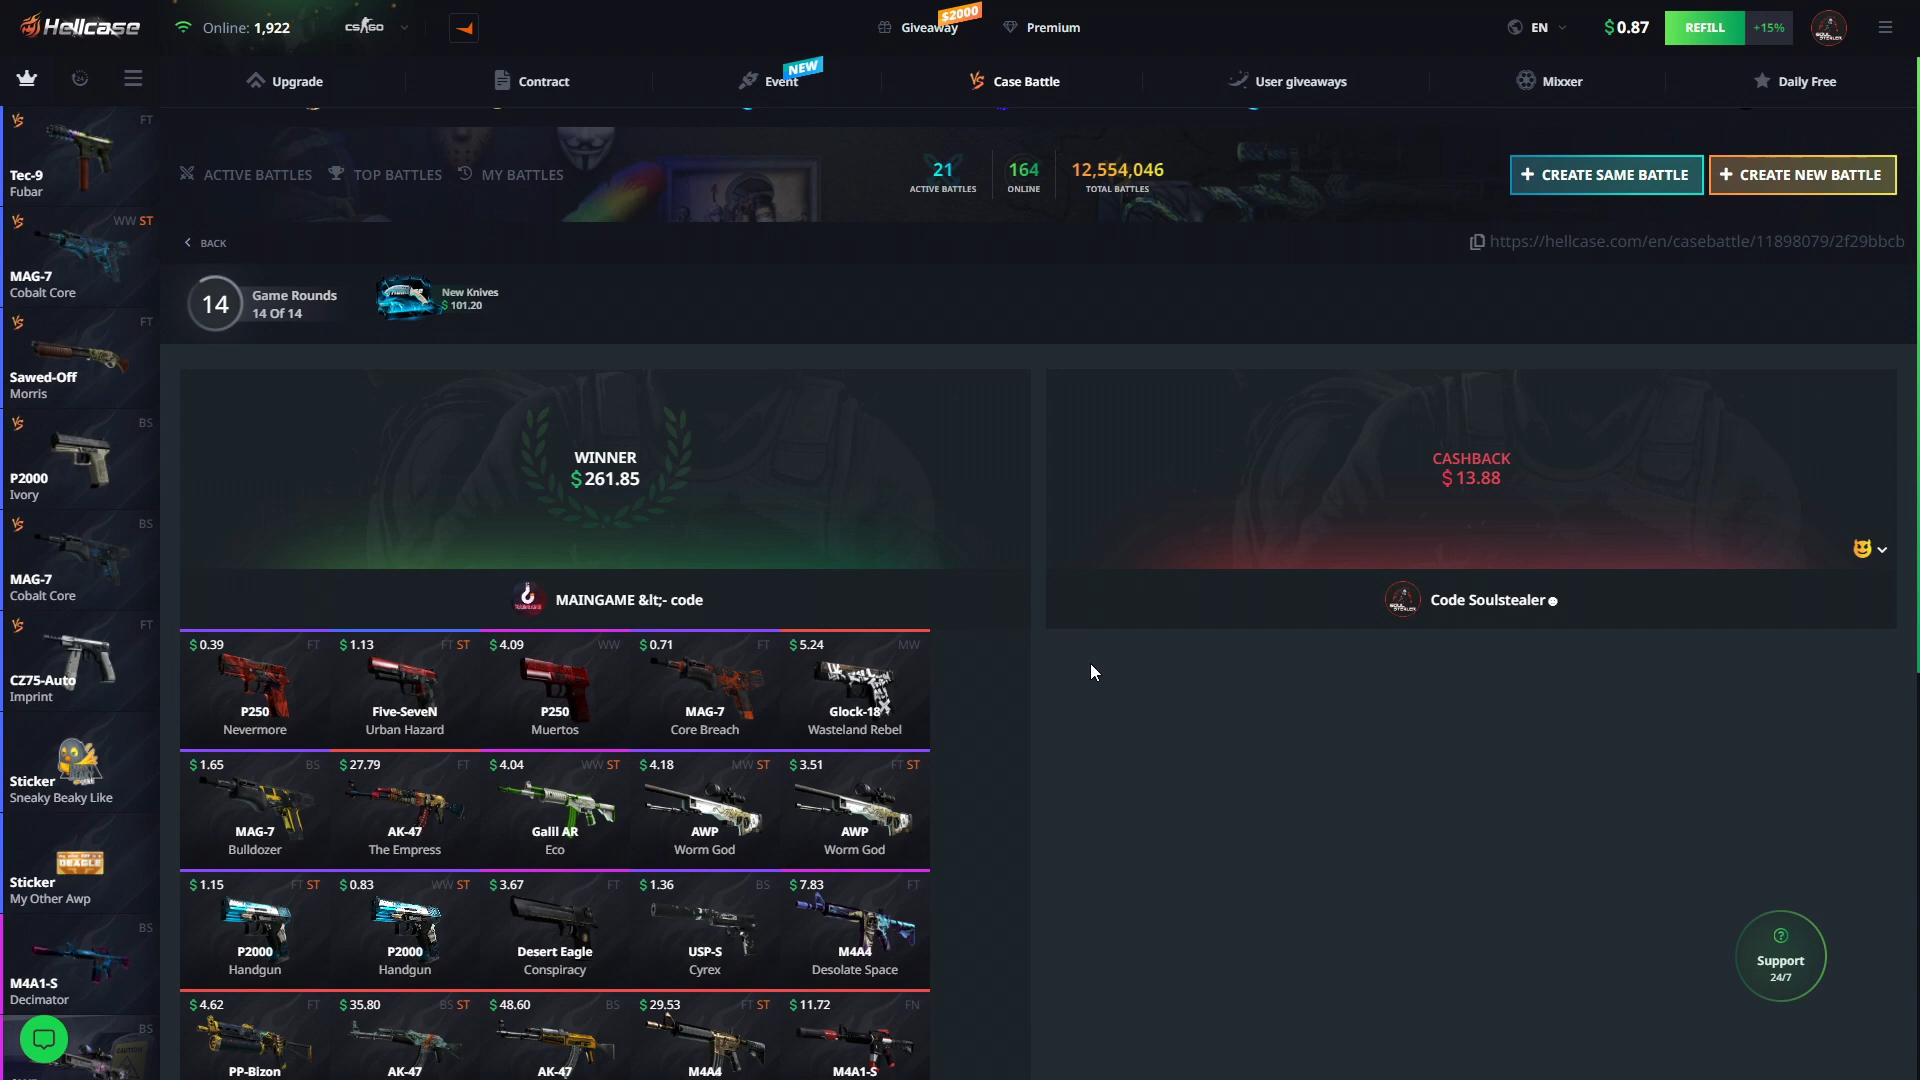 Hellcase
Online: 1,922
CS:GO
Giveaway
$2000
Premium
EN
$ 0.87
REFILL
+15%
Upgrade
Contract
Event
NEW
Case Battle
User giveaways
Mixxer
Daily Free
ACTIVE BATTLES
TOP BATTLES
MY BATTLES
21
ACTIVE BATTLES
164
ONLINE
12,554,046
TOTAL BATTLES
+ CREATE SAME BATTLE
+ CREATE NEW BATTLE
BACK
https://hellcase.com/en/casebattle/11898079/2f29bbcb
14
Game Rounds
14 Of 14
New Knives
$ 101.20
WINNER
$ 261.85
CASHBACK
$ 13.88
MAINGAME &lt;- code
Code Soulstealer
FT
Tec-9
Fubar
WW ST
MAG-7
Cobalt Core
FT
Sawed-Off
Morris
BS
P2000
Ivory
BS
MAG-7
Cobalt Core
FT
CZ75-Auto
Imprint
Sticker
Sneaky Beaky Like
Sticker
My Other Awp
BS
M4A1-S
Decimator
BS
$ 0.39 FT
P250
Nevermore
$ 1.13 FT ST
Five-SeveN
Urban Hazard
$ 4.09 WW
P250
Muertos
$ 0.71 FT
MAG-7
Core Breach
$ 5.24 MW
Glock-18
Wasteland Rebel
$ 1.65 BS
MAG-7
Bulldozer
$ 27.79 FT
AK-47
The Empress
$ 4.04 WW ST
Galil AR
Eco
$ 4.18 MW ST
AWP
Worm God
$ 3.51 FT ST
AWP
Worm God
$ 1.15 FT ST
P2000
Handgun
$ 0.83 WW ST
P2000
Handgun
$ 3.67 FT
Desert Eagle
Conspiracy
$ 1.36 BS
USP-S
Cyrex
$ 7.83 FT
M4A4
Desolate Space
$ 4.62 FT
PP-Bizon
$ 35.80 BS ST
AK-47
$ 48.60 BS
AK-47
$ 29.53 FT ST
M4A4
$ 11.72 FN
M4A1-S
Support
24/7